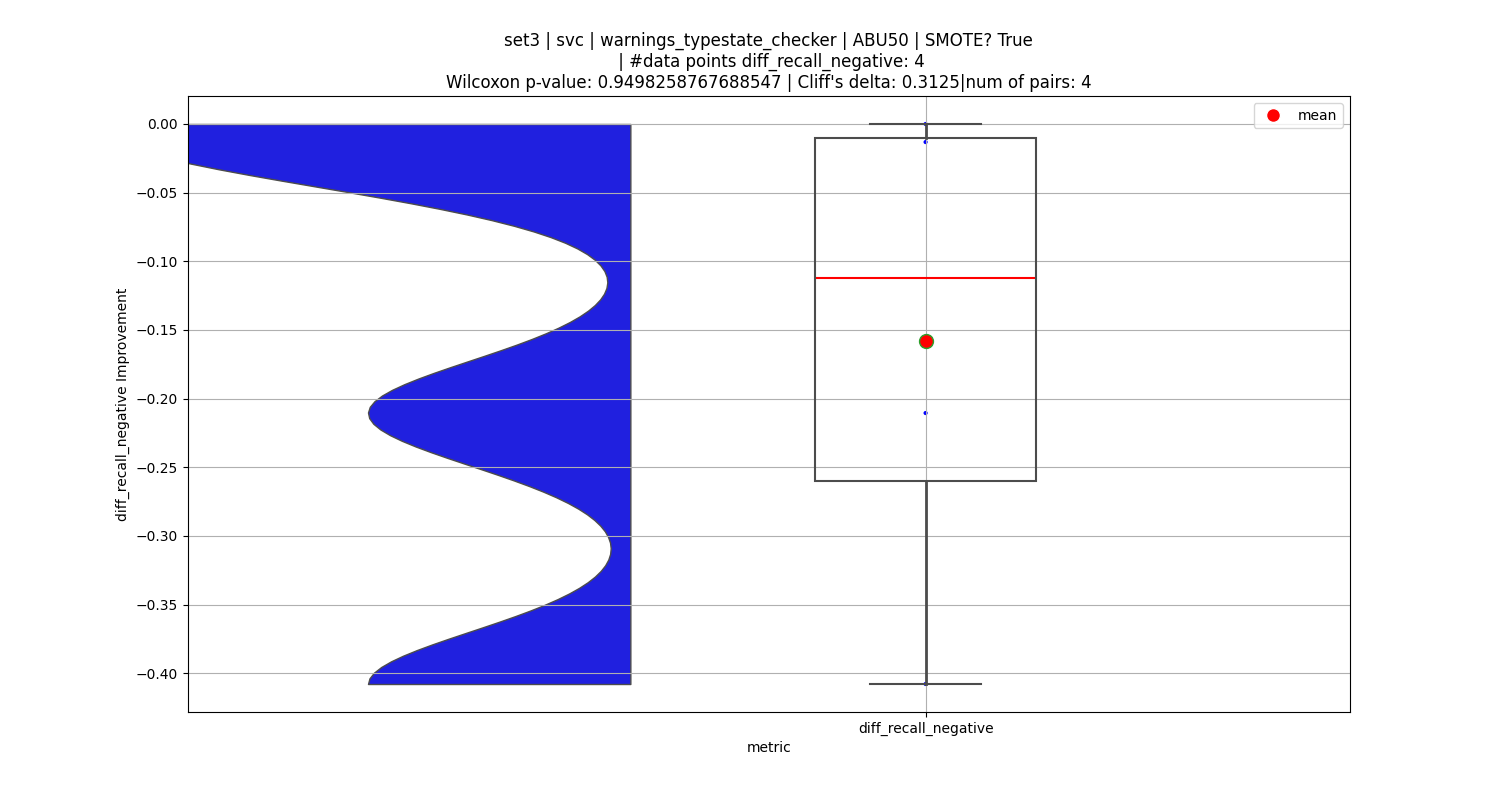 set3 | svc | warnings_typestate_checker | ABU50 | SMOTE? True
| #data points diff_recall_negative: 4
Wilcoxon p-value: 0.9498258767688547 | Cliff's delta: 0.3125|num of pairs: 4
mean
0.00
−0.05
−0.10
−0.15
−0.20
−0.25
−0.30
−0.35
−0.40
diff_recall_negative Improvement
diff_recall_negative
metric